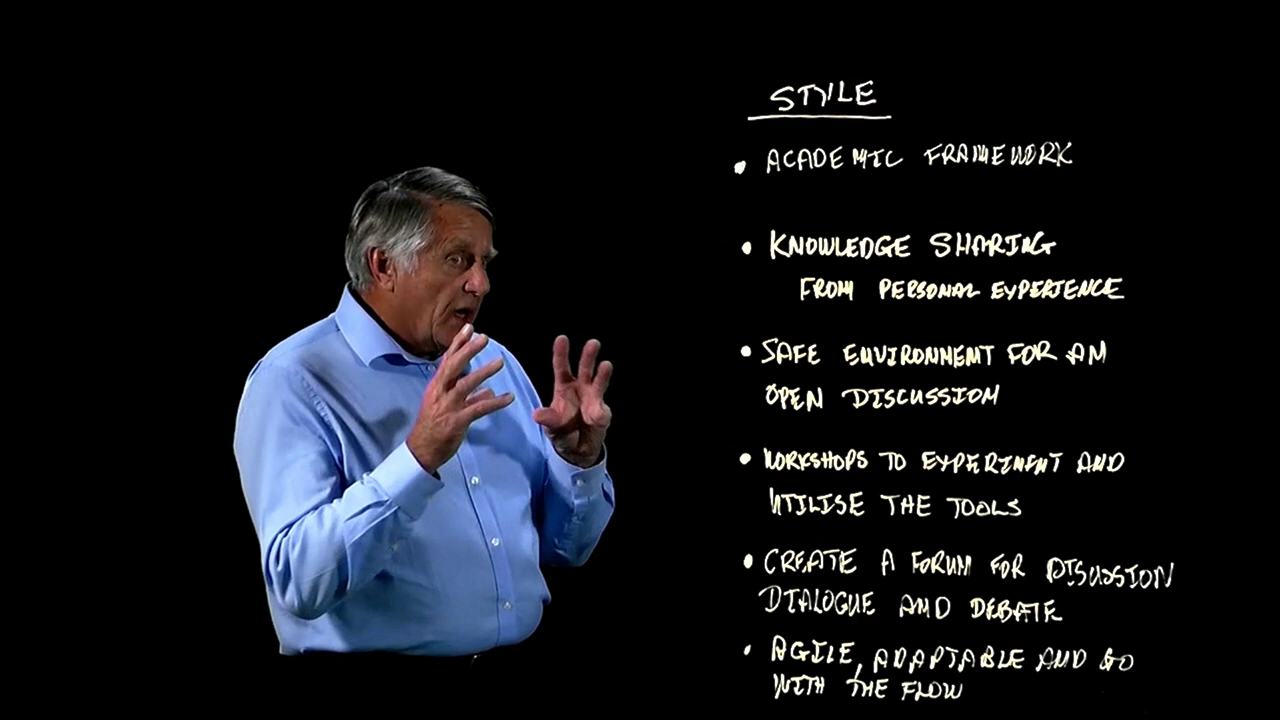 STYLE
• ACADEMIC FRAMEWORK
• KNOWLEDGE SHARING
FROM PERSONAL EXPERIENCE
• SAFE ENVIRONMENT FOR AN
OPEN DISCUSSION
• WORKSHOPS TO EXPERIMENT AND
UTILISE THE TOOLS
• CREATE A FORUM FOR DISCUSSION
DIALOGUE AND DEBATE
• AGILE, ADAPTABLE AND GO
WITH THE FLOW